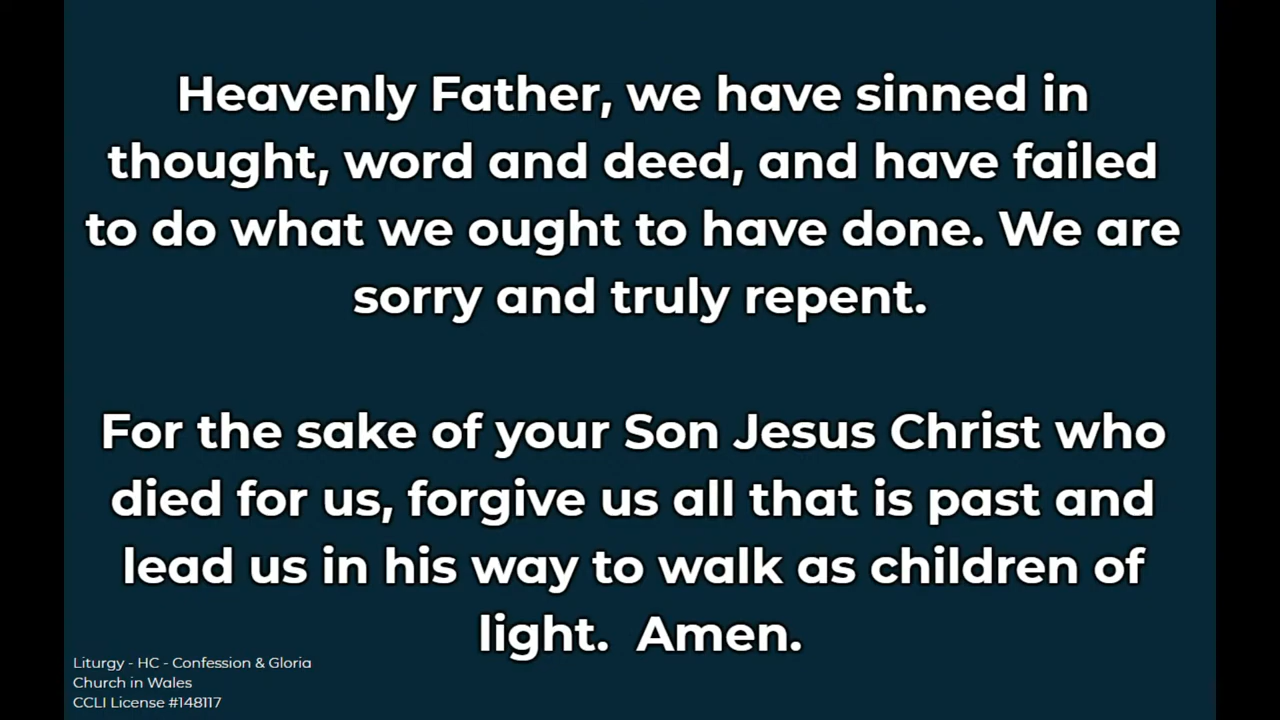 Heavenly Father, we have sinned in
thought, word and deed, and have failed
to do what we ought to have done. We are
sorry and truly repent.
For the sake of your Son Jesus Christ who
died for us, forgive us all that is past and
lead us in his way to walk as children of
light.  Amen.
Liturgy - HC - Confession & Gloria
Church in Wales
CCLI License #148117